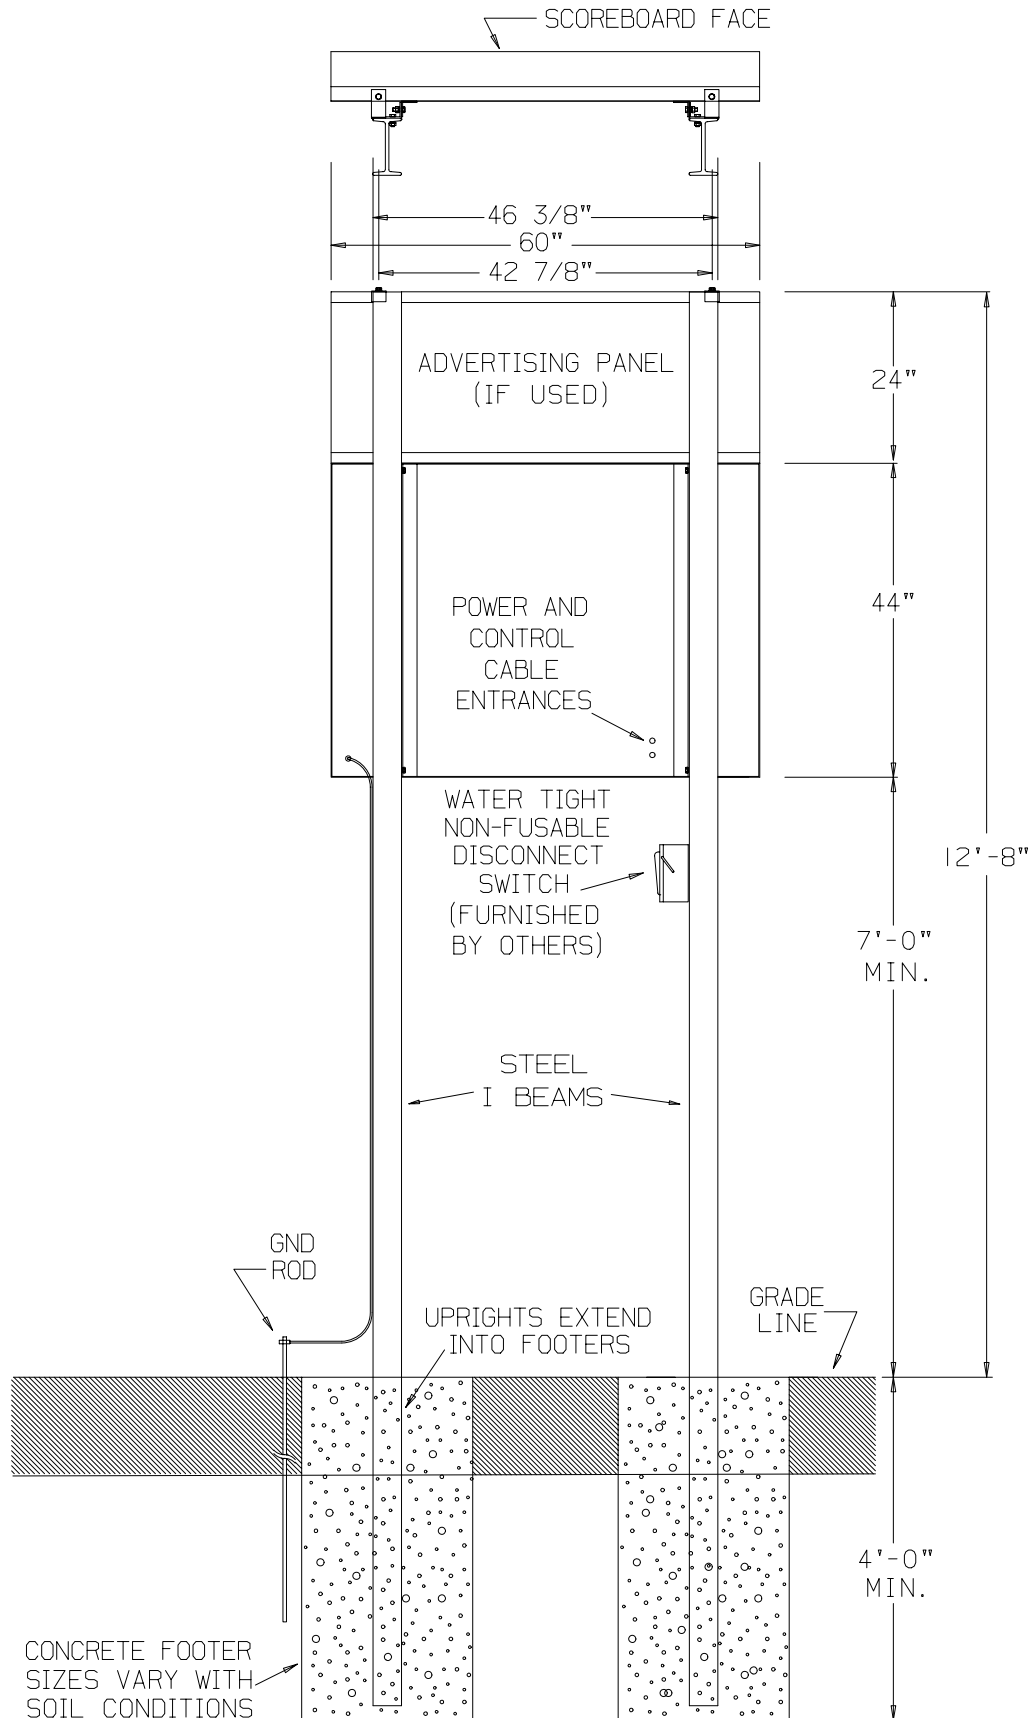 SCOREBOARD FACE
46 3/8"
60"
42 7/8"
ADVERTISING PANEL
(IF USED)
24"
POWER AND
CONTROL
CABLE
ENTRANCES
44"
WATER TIGHT
NON-FUSABLE
DISCONNECT
SWITCH
(FURNISHED
BY OTHERS)
12'-8"
7'-0"
MIN.
STEEL
I BEAMS
GND
ROD
UPRIGHTS EXTEND
INTO FOOTERS
GRADE
LINE
4'-0"
MIN.
CONCRETE FOOTER
SIZES VARY WITH
SOIL CONDITIONS